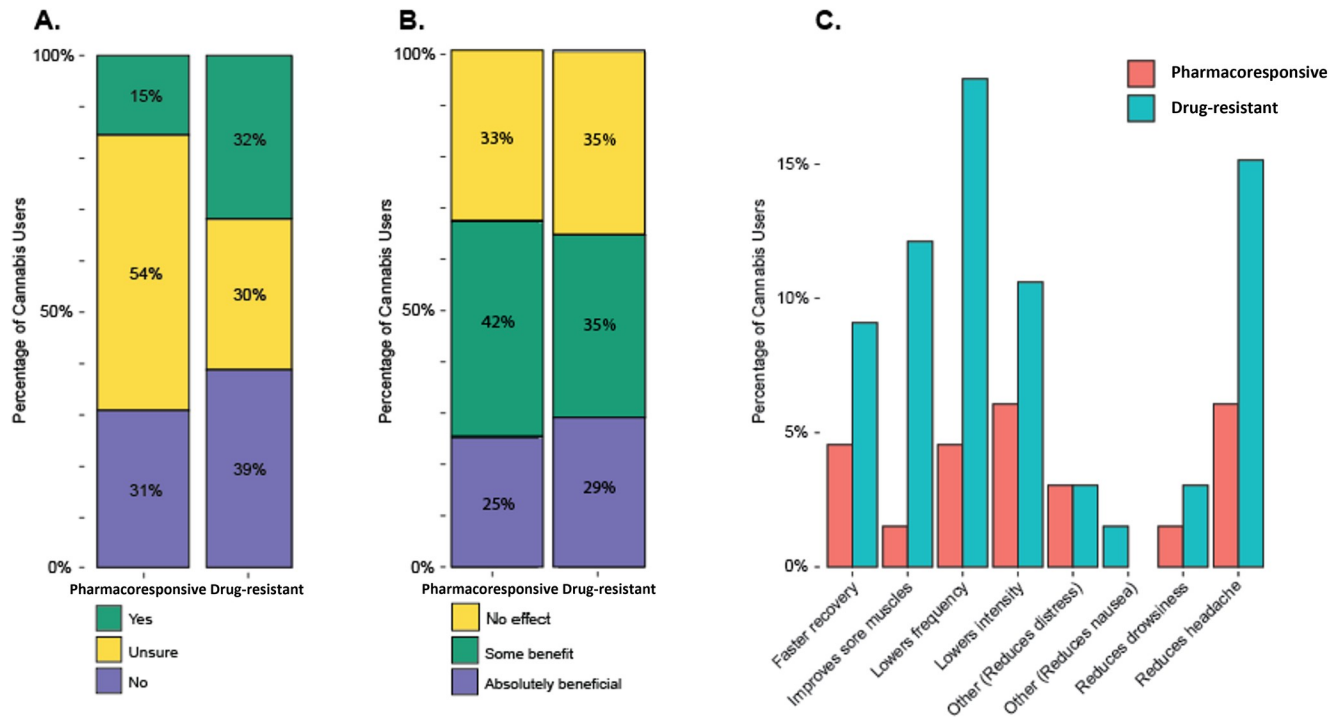 A.
Percentage of Cannabis Users
100%
50%
0%
15%
54%
31%
32%
30%
39%
Pharmacoresponsive Drug-resistant
Yes
Unsure
No
B.
Percentage of Cannabis Users
100%
50%
0%
33%
42%
25%
35%
35%
29%
Pharmacoresponsive Drug-resistant
No effect
Some benefit
Absolutely beneficial
C.
Pharmacoresponsive
Drug-resistant
Percentage of Cannabis Users
15%
10%
5%
0%
Faster recovery
Improves sore muscles
Lowers frequency
Lowers intensity
Other (Reduces distress)
Other (Reduces nausea)
Reduces drowsiness
Reduces headache